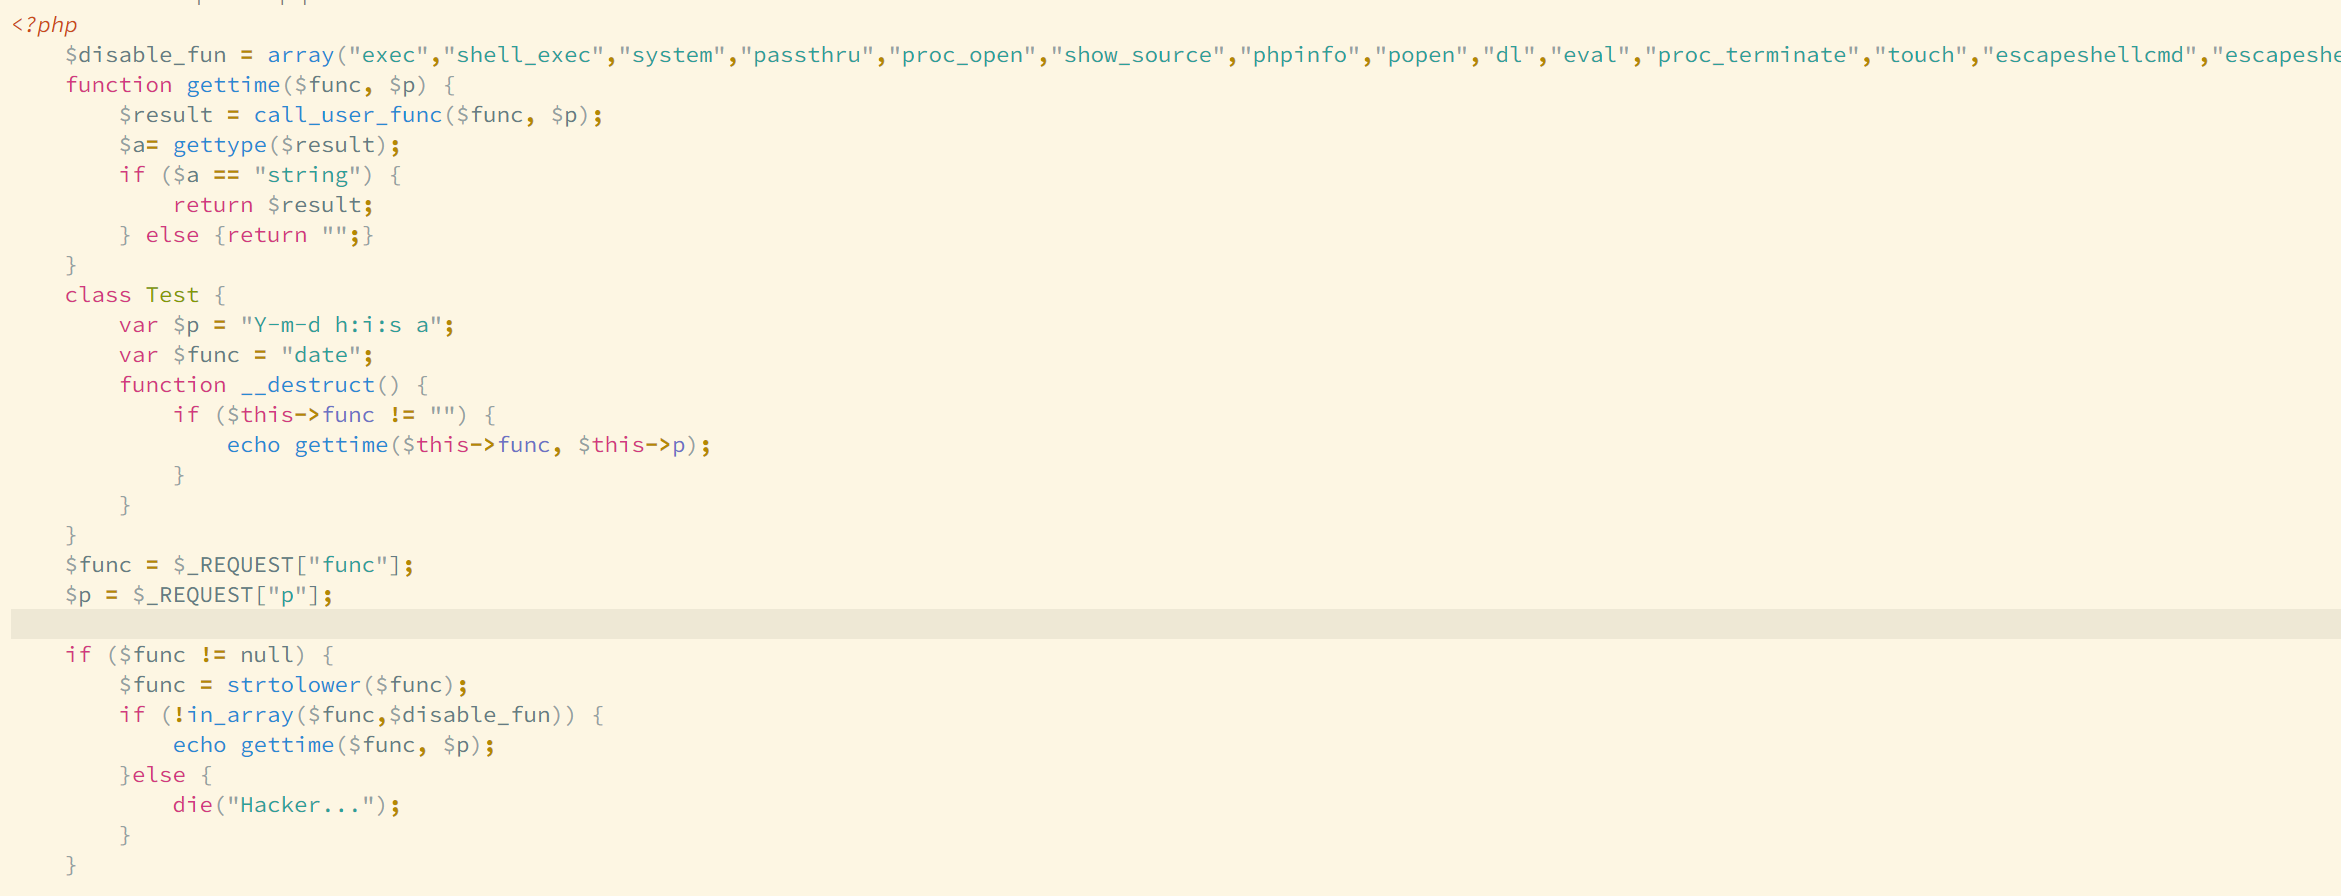 <?php
$disable_fun = array("exec","shell_exec","system","passthru","proc_open","show_source","phpinfo","popen","dl","eval","proc_terminate","touch","escapeshellcmd","escapeshe
function gettime($func, $p) {
$result = call_user_func($func, $p);
$a= gettype($result);
if ($a == "string") {
return $result;
} else {return "";}
}
class Test {
var $p = "Y-m-d h:i:s a";
var $func = "date";
function __destruct() {
if ($this->func != "") {
echo gettime($this->func, $this->p);
}
}
}
$func = $_REQUEST["func"];
$p = $_REQUEST["p"];
if ($func != null) {
$func = strtolower($func);
if (!in_array($func,$disable_fun)) {
echo gettime($func, $p);
}else {
die("Hacker...");
}
}